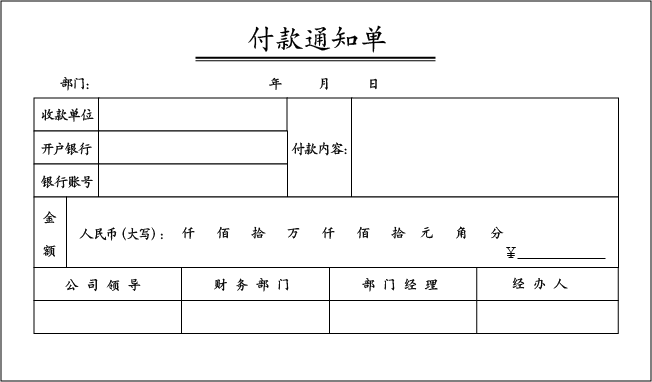 付款通知单
部门： 年 月 日
收款单位
开户银行
银行账号
付款内容：
金额
人民币（大写）： 仟 佰 拾 万 仟 佰 拾 元 角 分
¥
公司领导 财务部门 部门经理 经办人